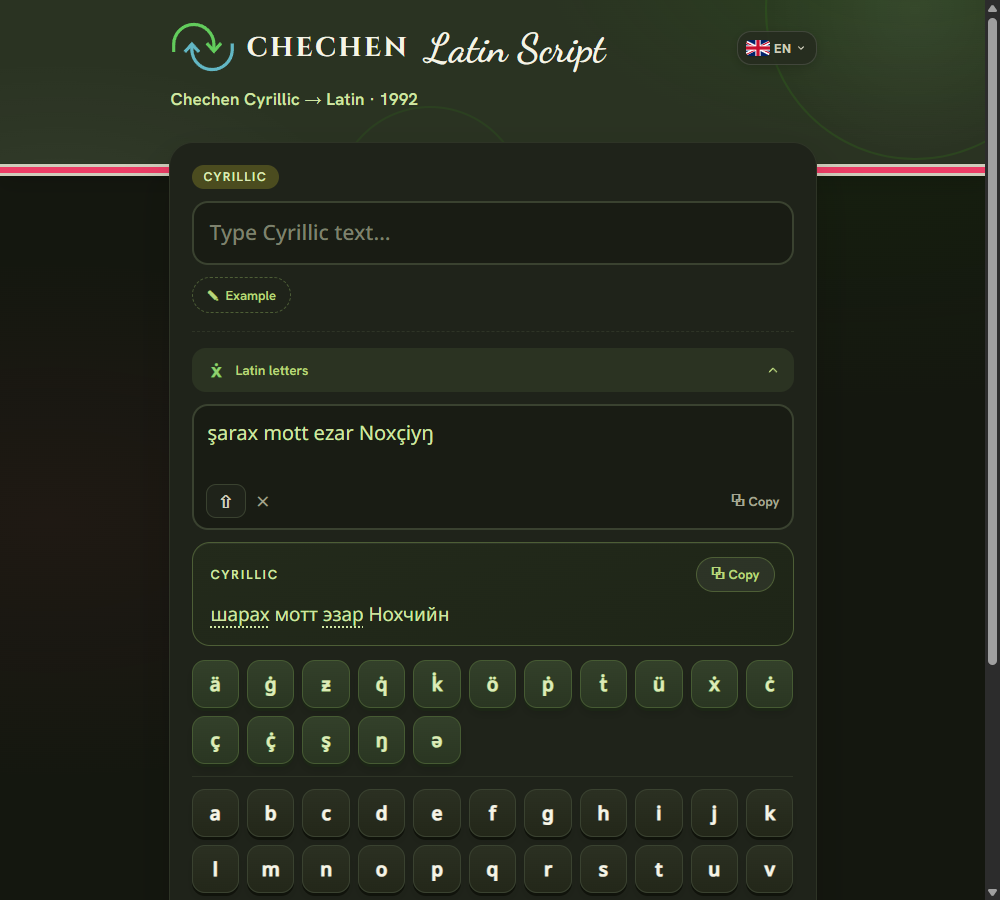 CHECHEN Latin Script
EN
Chechen Cyrillic → Latin · 1992
CYRILLIC
Type Cyrillic text...
Example
ẋ Latin letters
şarax mott ezar Noxçiyŋ
⇧ × Copy
CYRILLIC
Copy
шарах мотт эзар Нохчийн
ä ġ ƶ q̇ k̇ ö ṗ ṫ ü ẋ ċ
ç ç̇ ş ŋ ə
a b c d e f g h i j k
l m n o p q r s t u v